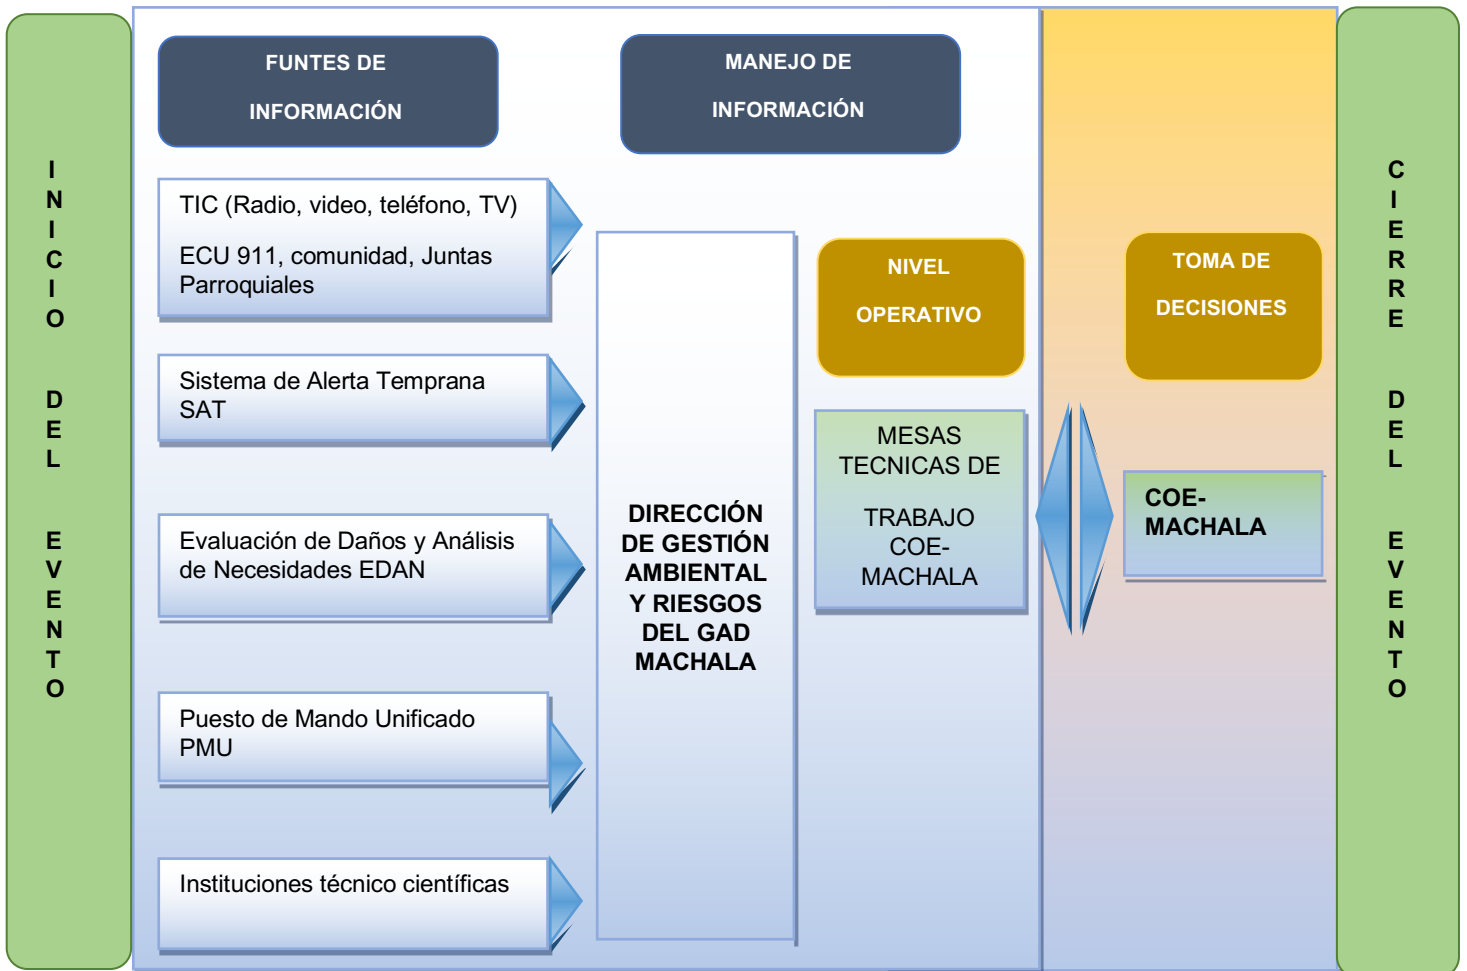 INICIO DEL EVENTO
FUNTES DE
INFORMACIÓN
TIC (Radio, video, teléfono, TV)
ECU 911, comunidad, Juntas
Parroquiales
Sistema de Alerta Temprana
SAT
Evaluación de Daños y Análisis
de Necesidades EDAN
Puesto de Mando Unificado
PMU
Instituciones técnico científicas
MANEJO DE
INFORMACIÓN
DIRECCIÓN
DE GESTIÓN
AMBIENTAL
Y RIESGOS
DEL GAD
MACHALA
NIVEL
OPERATIVO
MESAS
TECNICAS DE
TRABAJO
COE-
MACHALA
TOMA DE
DECISIONES
COE-
MACHALA
CIERRE DEL EVENTO